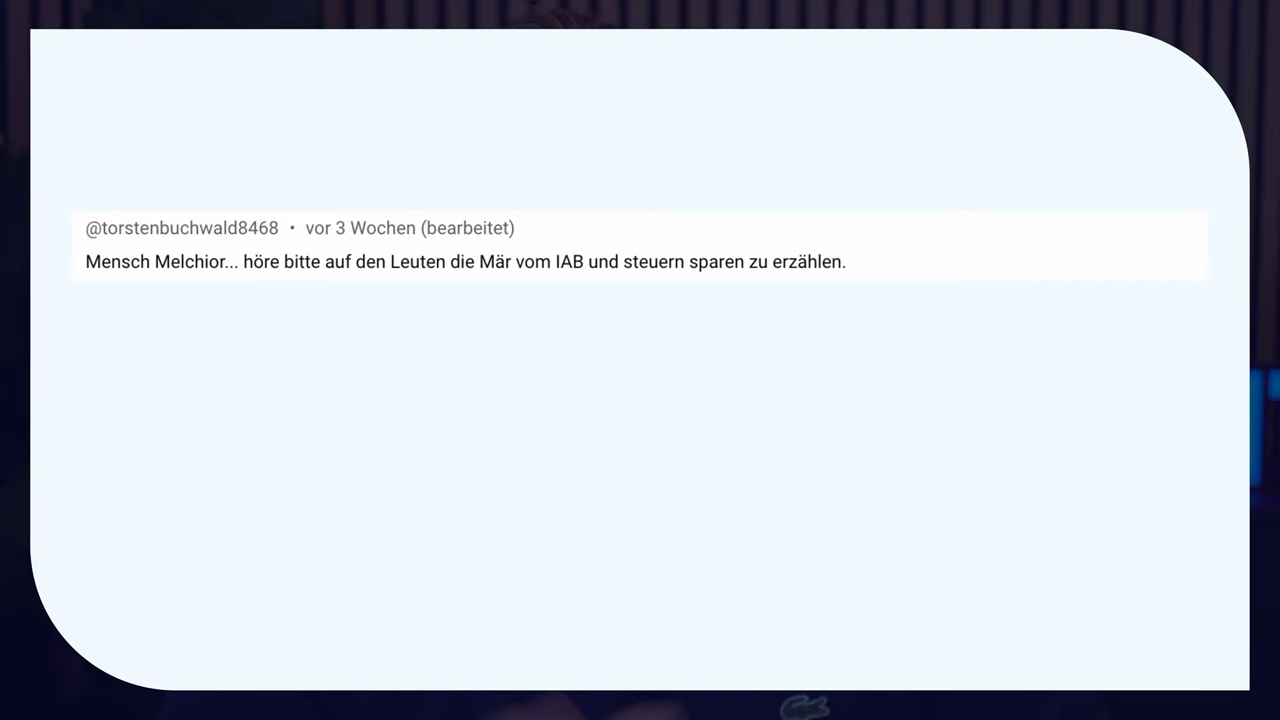 @torstenbuchwald8468 • vor 3 Wochen (bearbeitet)
Mensch Melchior... höre bitte auf den Leuten die Mär vom IAB und steuern sparen zu erzählen.